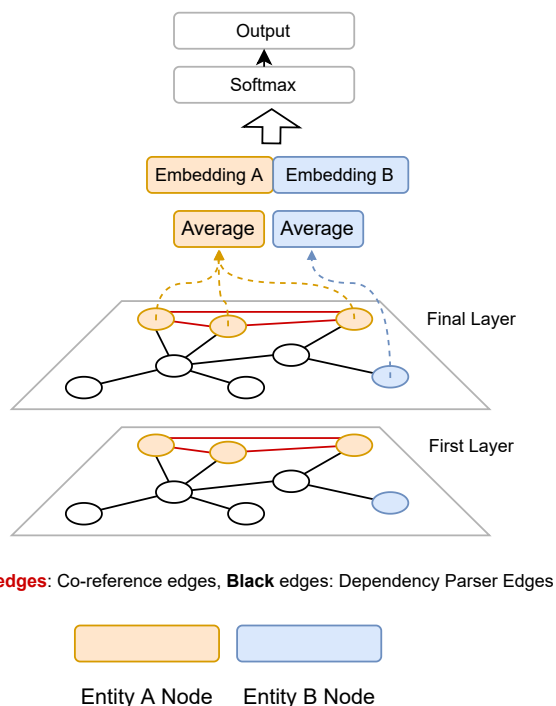 Output
Softmax
Embedding A
Embedding B
Average
Average
Final Layer
First Layer
edges: Co-reference edges, Black edges: Dependency Parser Edges
Entity A Node
Entity B Node